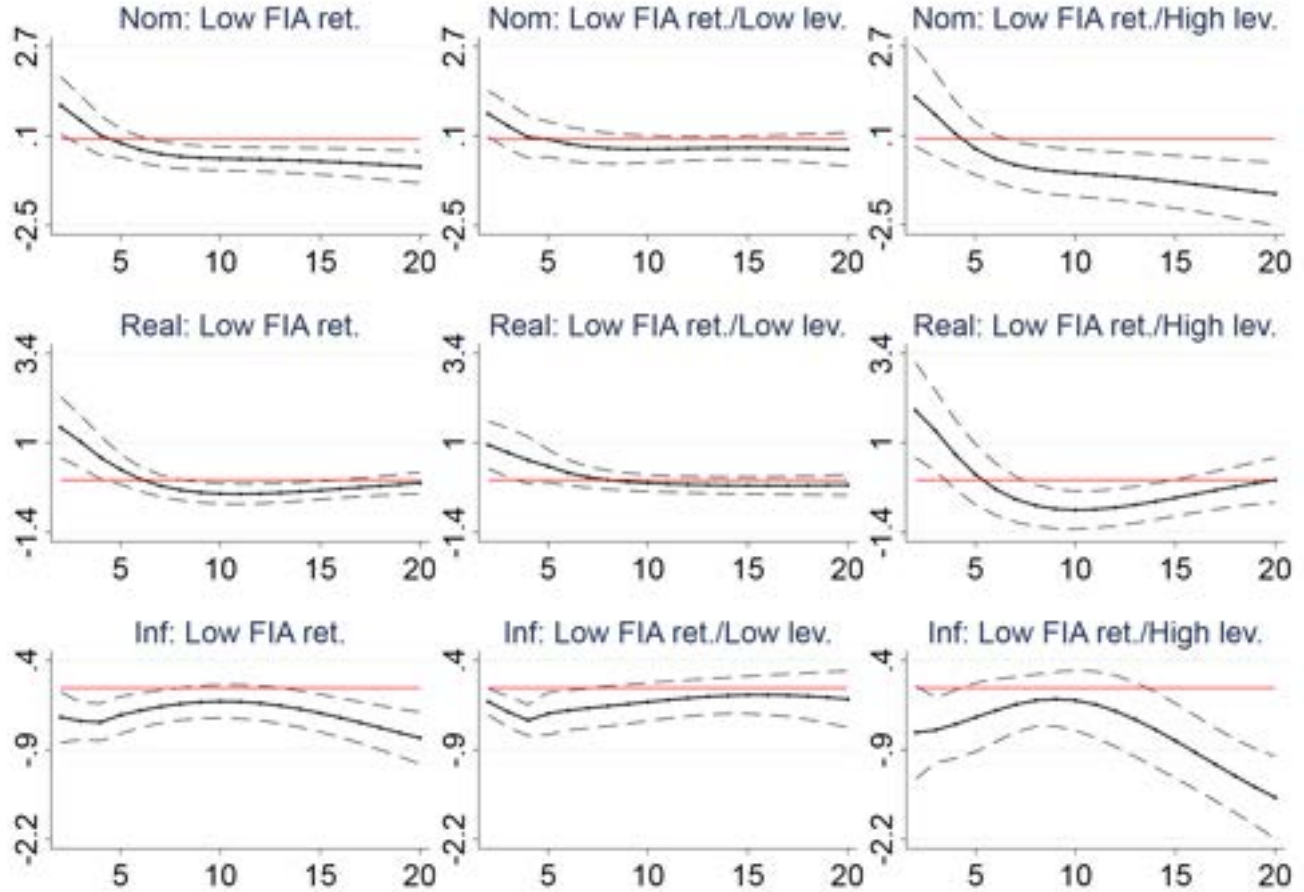 Nom: Low FIA ret. Nom: Low FIA ret./Low lev. Nom: Low FIA ret./High lev.
2.7 2.7 2.7
.1 .1 .1
-2.5 -2.5 -2.5
5 10 15 20 5 10 15 20 5 10 15 20
Real: Low FIA ret. Real: Low FIA ret./Low lev. Real: Low FIA ret./High lev.
3.4 3.4 3.4
1 1 1
-1.4 -1.4 -1.4
5 10 15 20 5 10 15 20 5 10 15 20
Inf: Low FIA ret. Inf: Low FIA ret./Low lev. Inf: Low FIA ret./High lev.
.4 .4 .4
-.9 -.9 -.9
-2.2 -2.2 -2.2
5 10 15 20 5 10 15 20 5 10 15 20